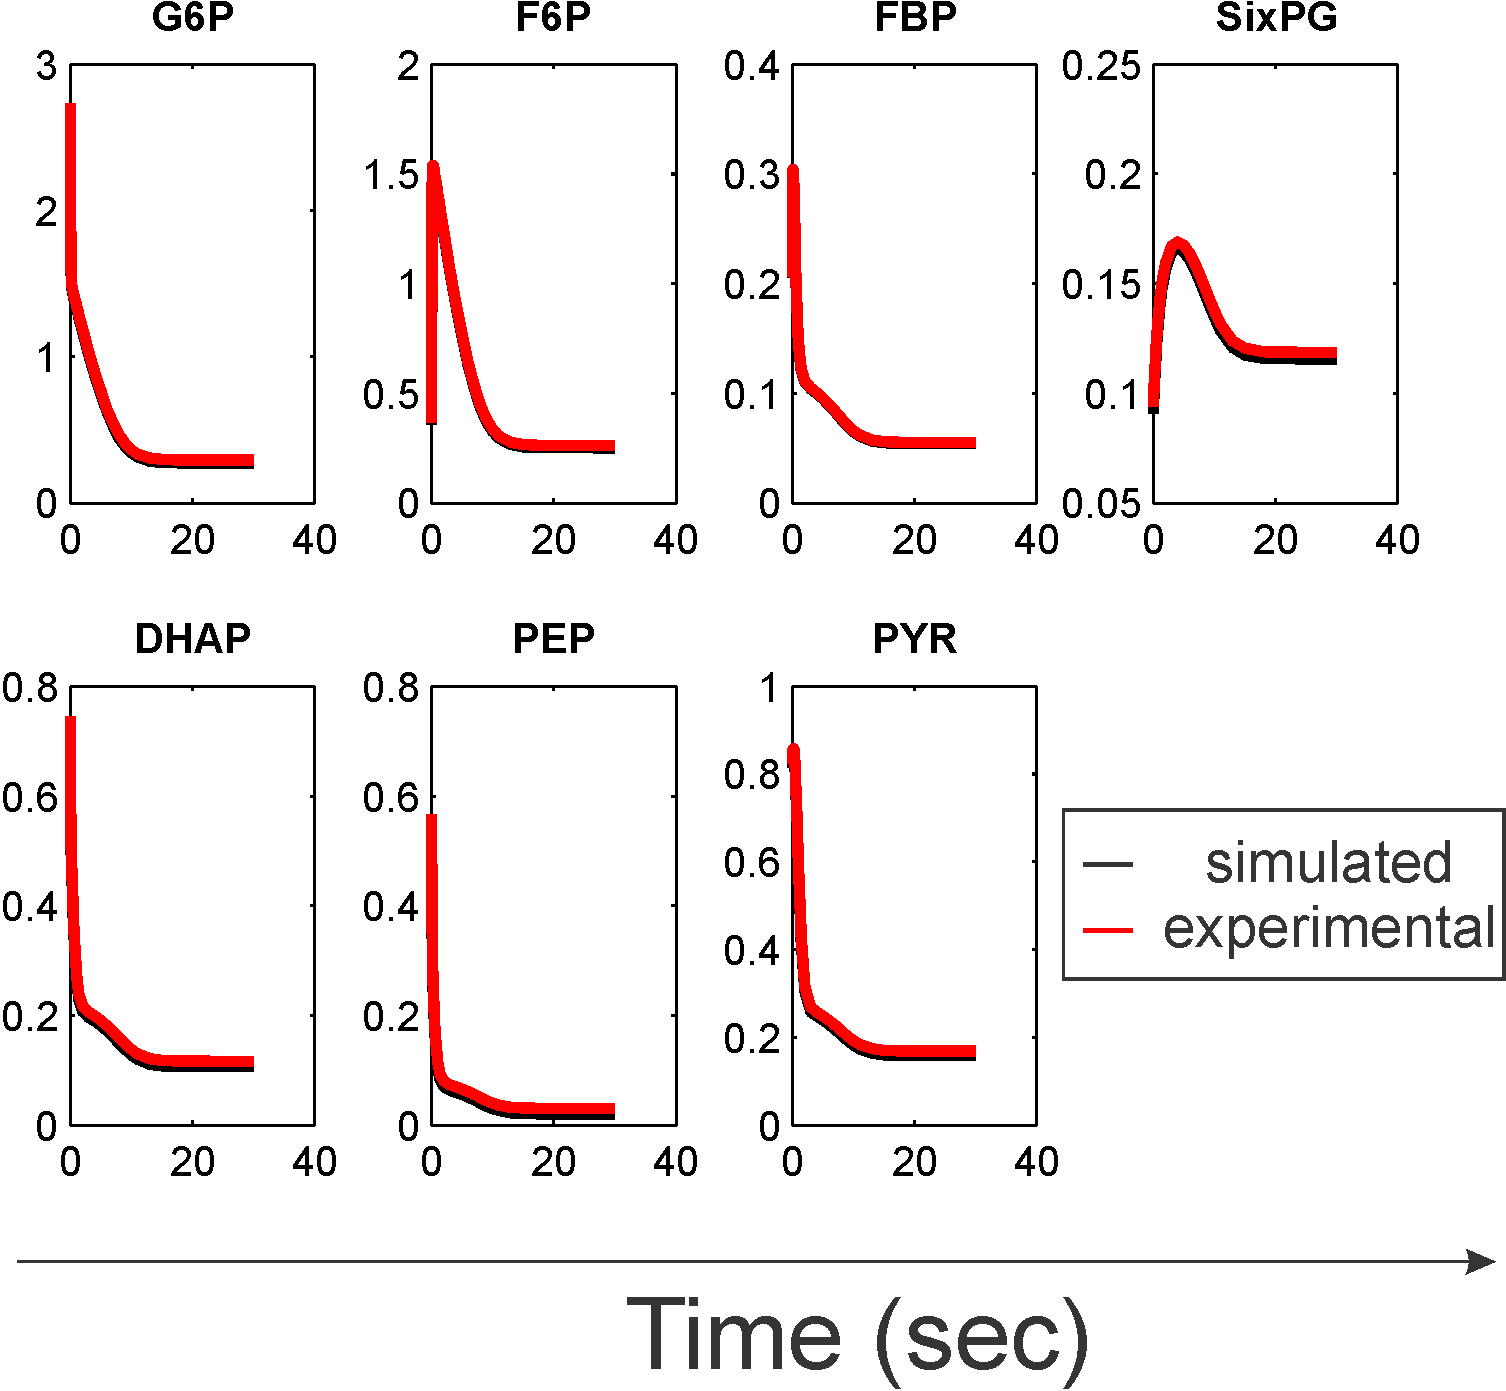 G6P F6P FBP SixPG
3 2 0.4 0.25
2 1.5 0.3 0.2
1 1 0.2 0.15
0.5 0.1 0.1
0 0 0 0.05
0 20 40 0 20 40 0 20 40 0 20 40
DHAP PEP PYR
0.8 0.8 1
0.6 0.6 0.8
0.4 0.4 0.6
0.2 0.2 0.4
0.2
0 0 0
0 20 40 0 20 40 0 20 40
simulated
experimental
Time (sec)